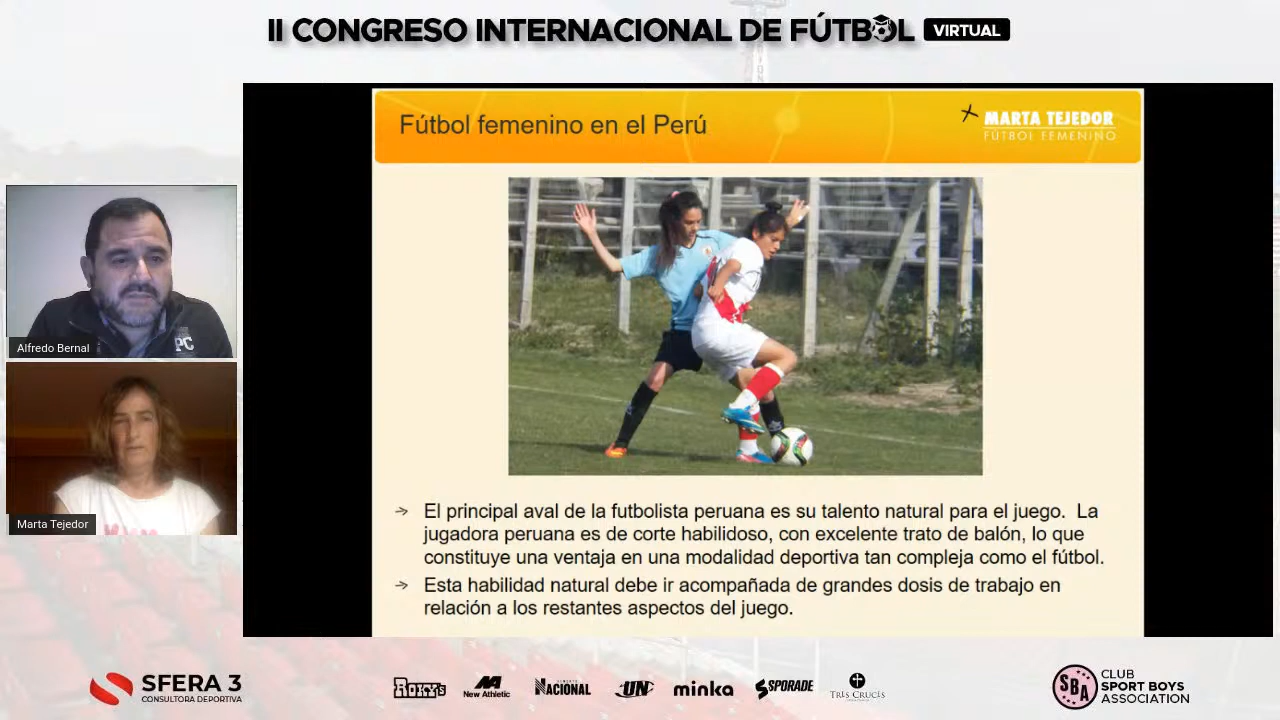 II CONGRESO INTERNACIONAL DE FÚTBOL VIRTUAL
Fútbol femenino en el Perú
MARTA TEJEDOR
FÚTBOL FEMENINO
PC
Alfredo Bernal
Marta Tejedor
El principal aval de la futbolista peruana es su talento natural para el juego. La
jugadora peruana es de corte habilidoso, con excelente trato de balón, lo que
constituye una ventaja en una modalidad deportiva tan compleja como el fútbol.
Esta habilidad natural debe ir acompañada de grandes dosis de trabajo en
relación a los restantes aspectos del juego.
SFERA 3
CONSULTORA DEPORTIVA
ROKY'S
New Athletic
NACIONAL
UN
minka
SPORADE
TRES CRUCES
SBA
CLUB
SPORT BOYS
ASSOCIATION